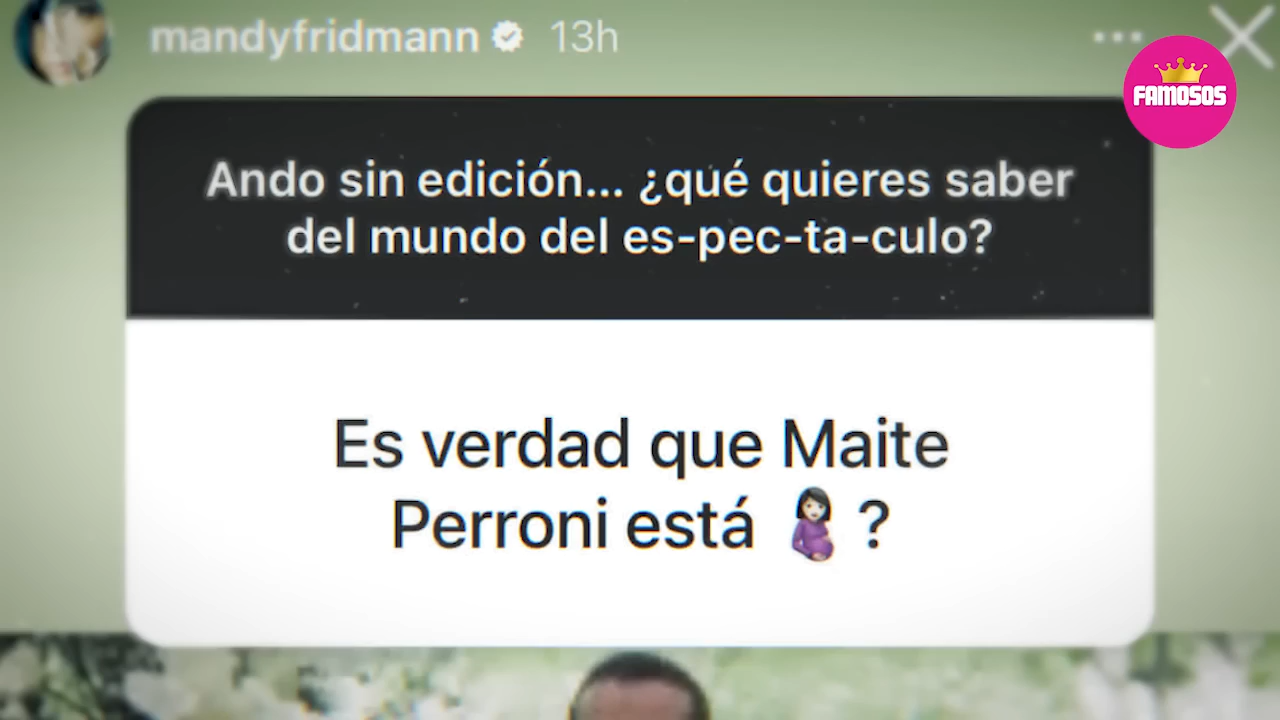 mandyfridmann 13h
FAMOSOS
Ando sin edición... ¿qué quieres saber
del mundo del es-pec-ta-culo?
Es verdad que Maite
Perroni está 🤰🏻?